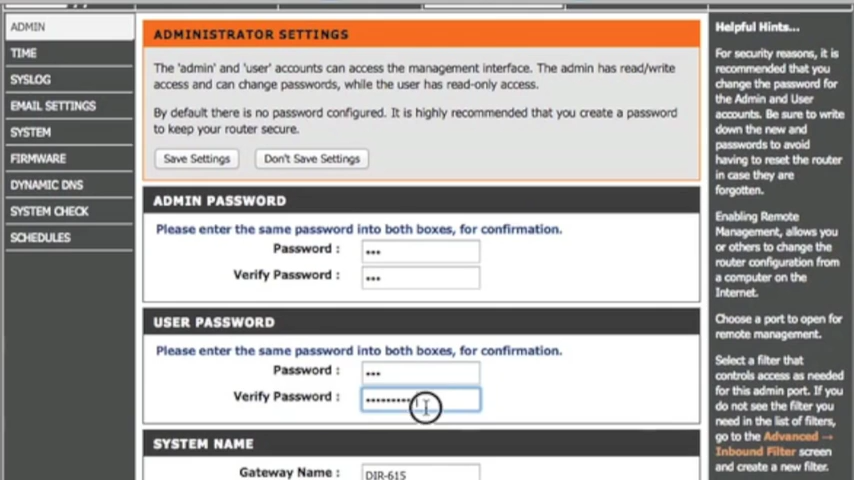 ADMIN
TIME
SYSLOG
EMAIL SETTINGS
SYSTEM
FIRMWARE
DYNAMIC DNS
SYSTEM CHECK
SCHEDULES
ADMINISTRATOR SETTINGS
The 'admin' and 'user' accounts can access the management interface. The admin has read/write
access and can change passwords, while the user has read-only access.
By default there is no password configured. It is highly recommended that you create a password
to keep your router secure.
Save Settings
Don't Save Settings
ADMIN PASSWORD
Please enter the same password into both boxes, for confirmation.
Password : •••
Verify Password : •••
USER PASSWORD
Please enter the same password into both boxes, for confirmation.
Password : •••
Verify Password : ••••••••••
SYSTEM NAME
Gateway Name : DIR-615
Helpful Hints...
For security reasons, it is
recommended that you
change the password for
the Admin and User
accounts. Be sure to write
down the new and
passwords to avoid
having to reset the router
in case they are
forgotten.
Enabling Remote
Management, allows you
or others to change the
router configuration from
a computer on the
Internet.
Choose a port to open for
remote management.
Select a filter that
controls access as needed
for this admin port. If you
do not see the filter you
need in the list of filters,
go to the Advanced →
Inbound Filter screen
and create a new filter.